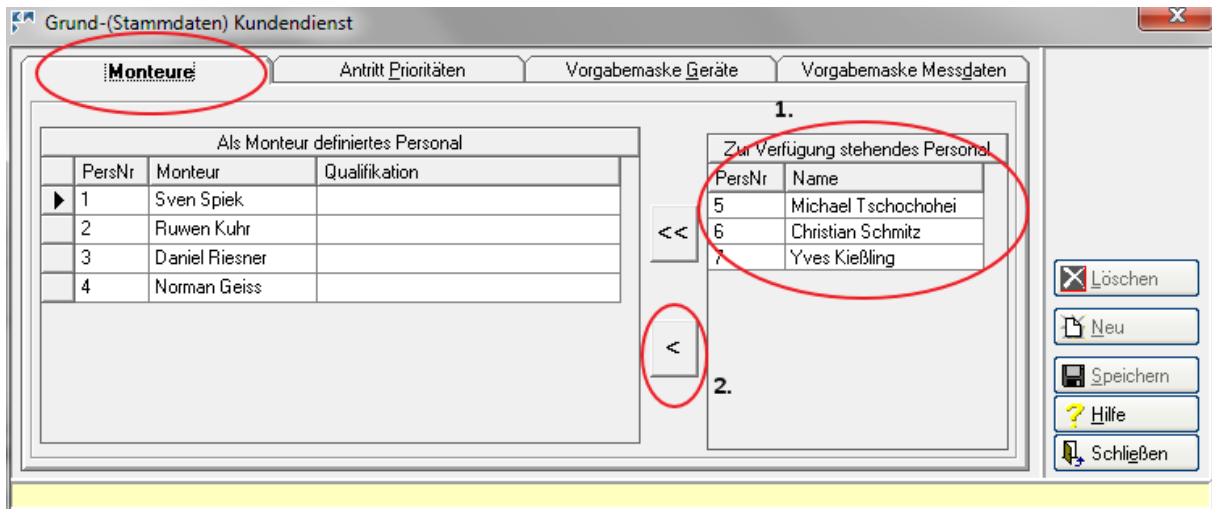 Grund-(Stammdaten) Kundendienst
x
Monteure Antritt Prioritäten Vorgabemaske Geräte Vorgabemaske Messdaten
1.
Als Monteur definiertes Personal
PersNr Monteur Qualifikation
1 Sven Spiek
2 Ruwen Kuhr
3 Daniel Riesner
4 Norman Geiss
<<
<
2.
Zur Verfügung stehendes Personal
PersNr Name
5 Michael Tschochohei
6 Christian Schmitz
7 Yves Kießling
Löschen
Neu
Speichern
? Hilfe
Schließen